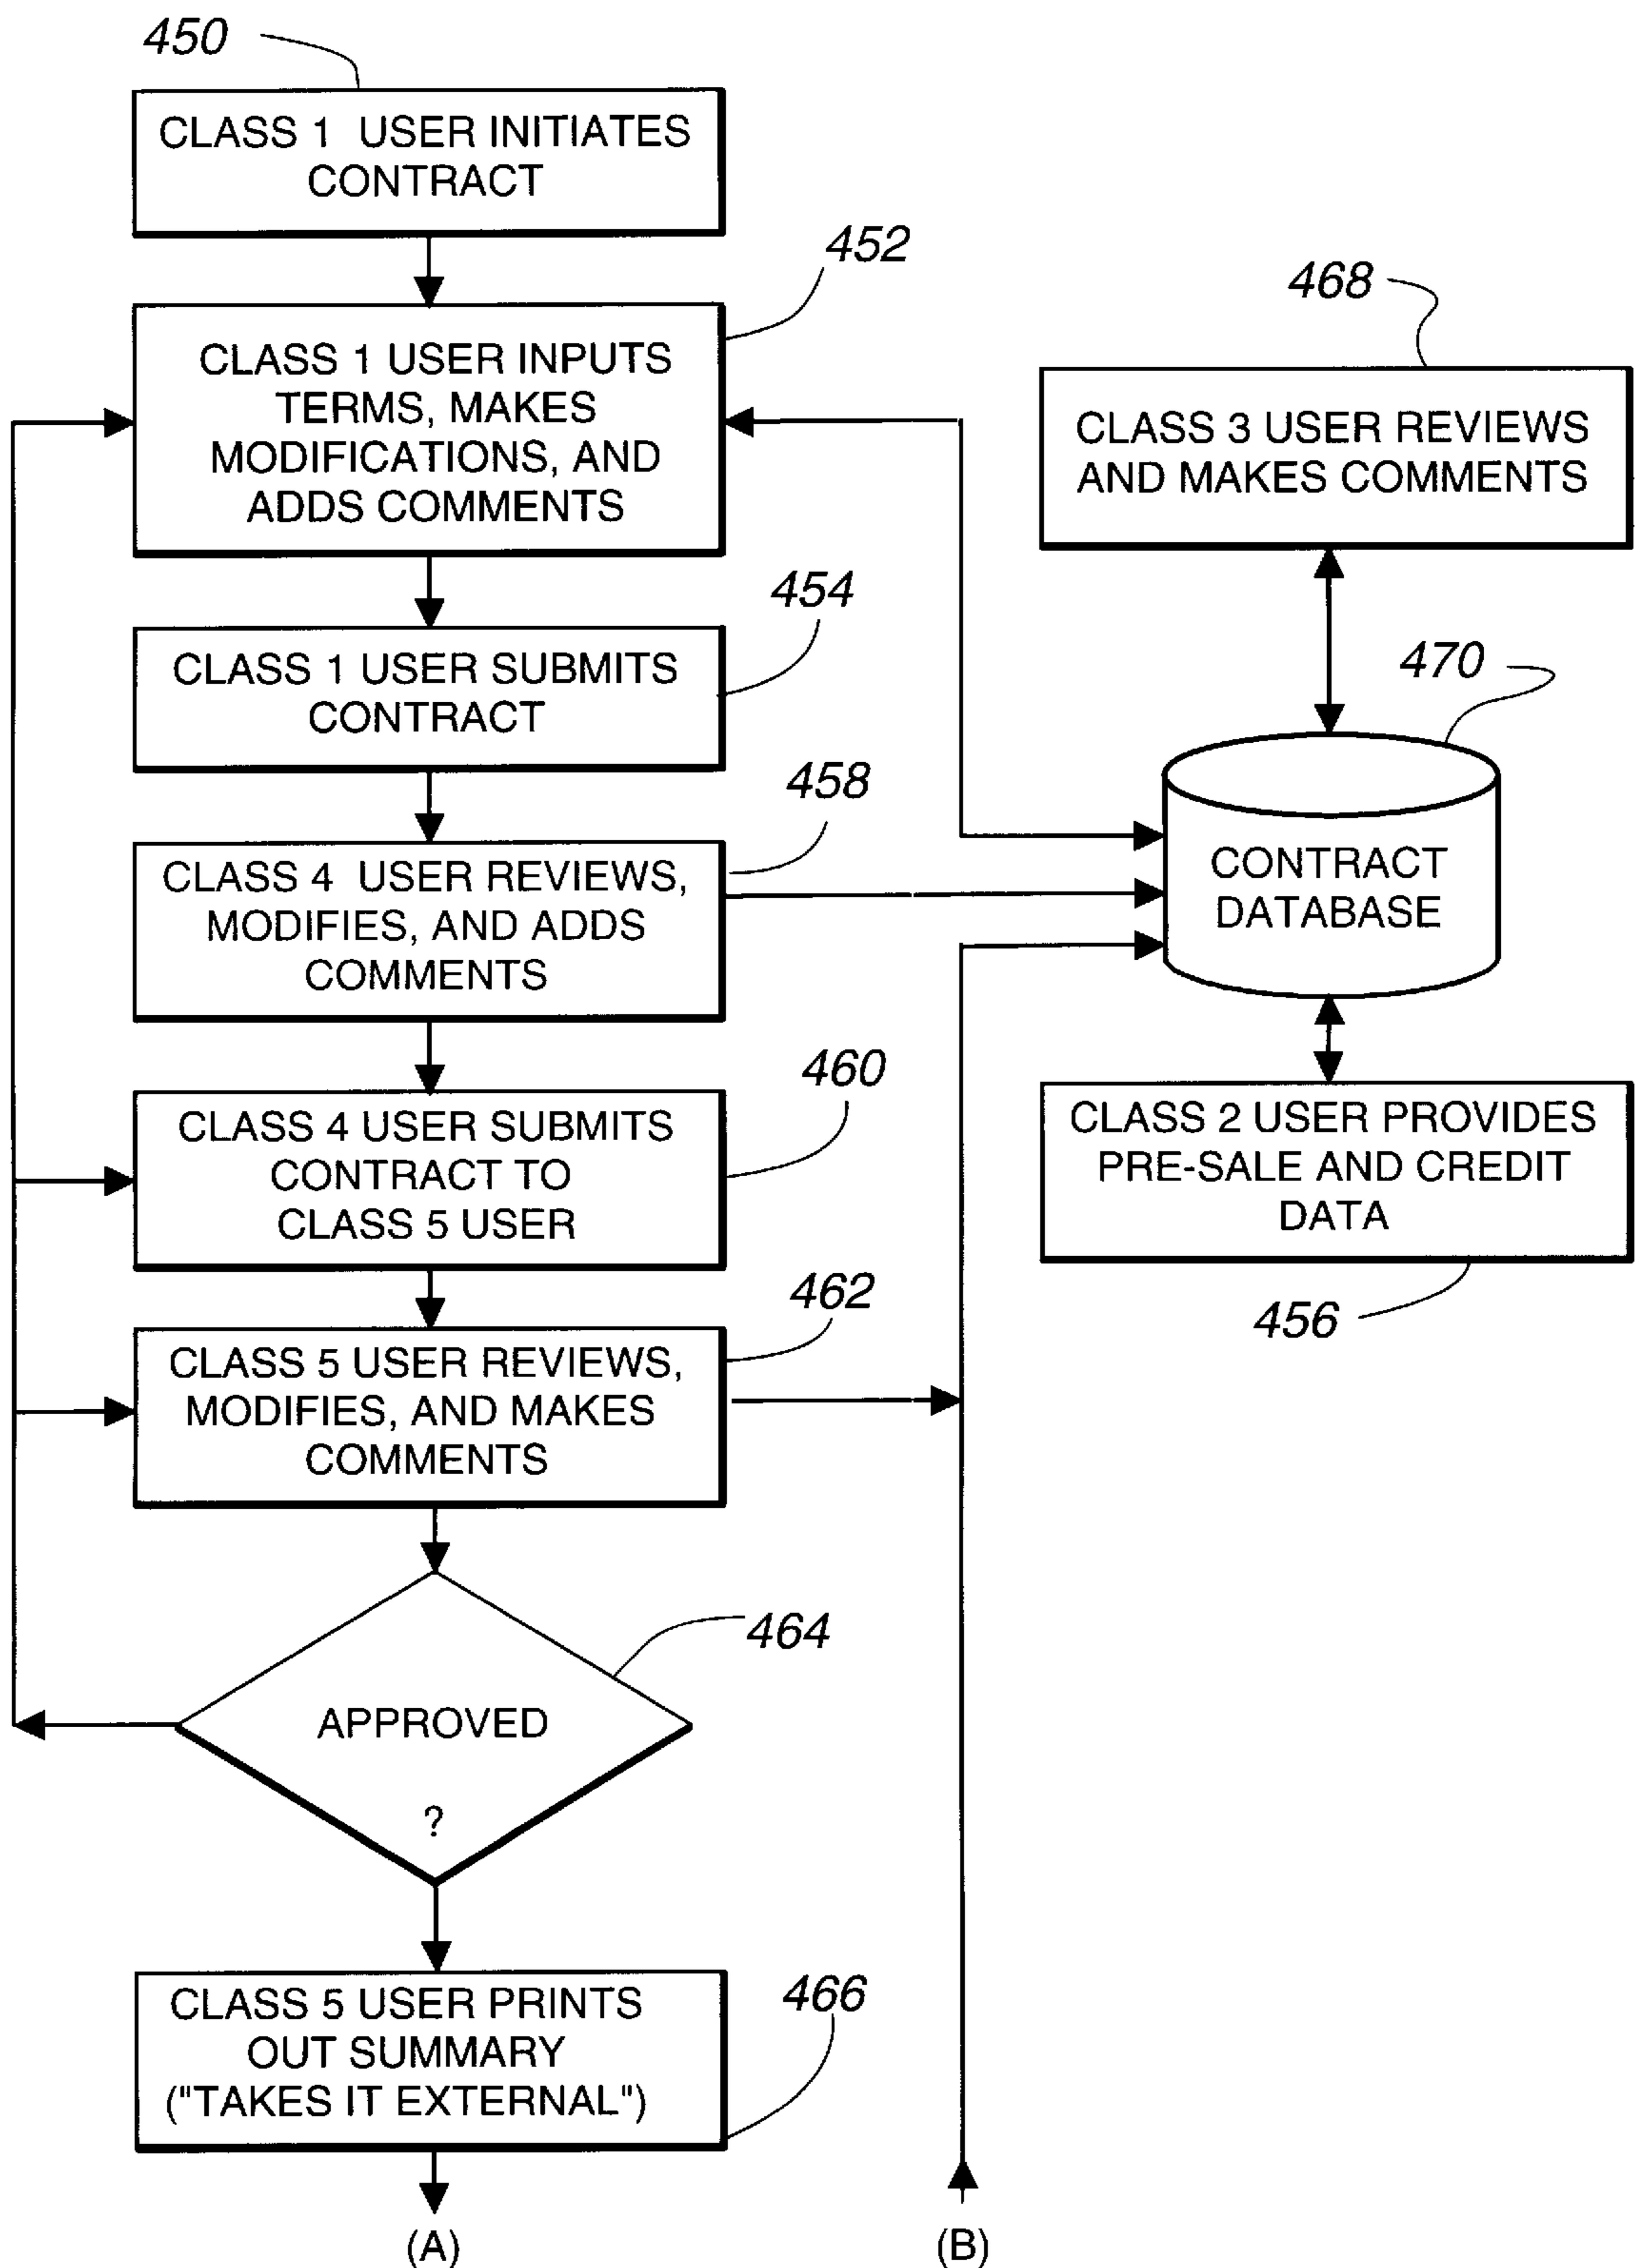 450
CLASS 1 USER INITIATES
CONTRACT
452
CLASS 1 USER INPUTS
TERMS, MAKES
MODIFICATIONS, AND
ADDS COMMENTS
454
CLASS 1 USER SUBMITS
CONTRACT
458
CLASS 4 USER REVIEWS,
MODIFIES, AND ADDS
COMMENTS
460
CLASS 4 USER SUBMITS
CONTRACT TO
CLASS 5 USER
462
CLASS 5 USER REVIEWS,
MODIFIES, AND MAKES
COMMENTS
464
APPROVED
?
466
CLASS 5 USER PRINTS
OUT SUMMARY
("TAKES IT EXTERNAL")
(A)
468
CLASS 3 USER REVIEWS
AND MAKES COMMENTS
470
CONTRACT
DATABASE
CLASS 2 USER PROVIDES
PRE-SALE AND CREDIT
DATA
456
(B)